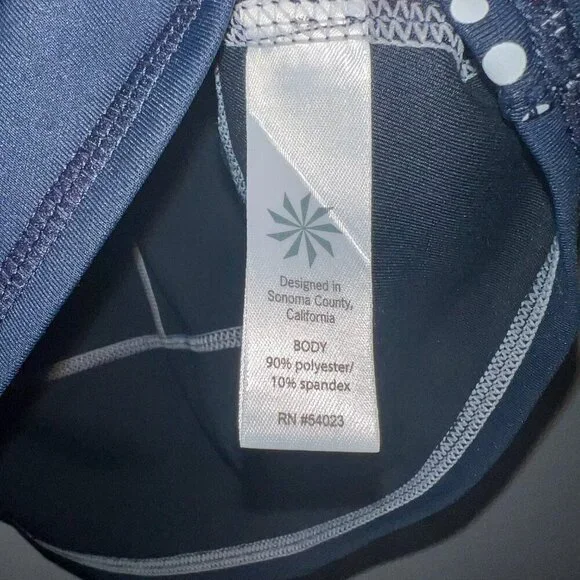 Designed in
Sonoma County,
California
BODY
90% polyester/
10% spandex
RN #54023